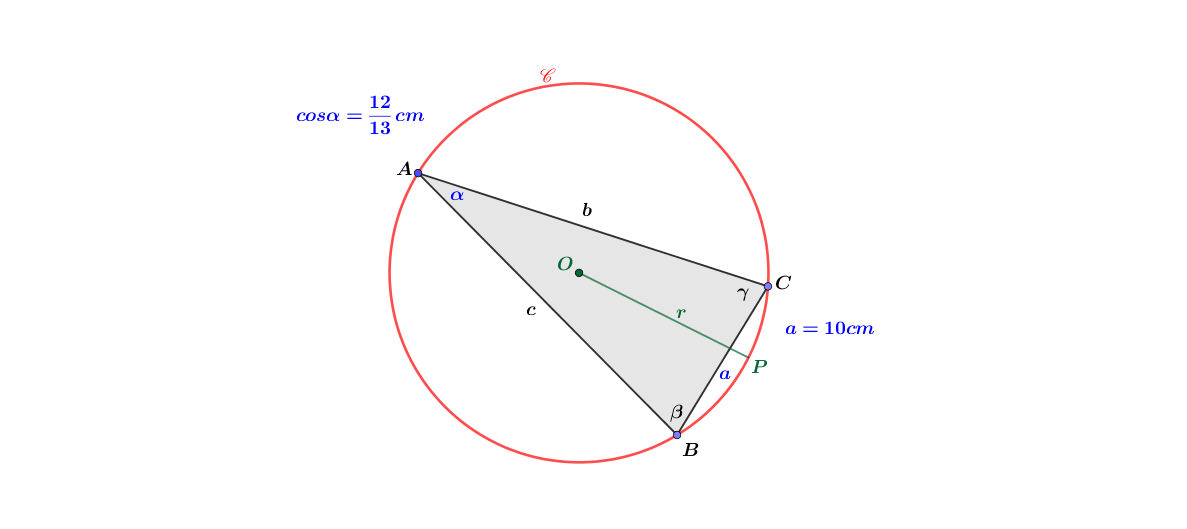 𝒞
cosα = 12/13 cm
A
α
b
O
C
γ
c
r
a = 10cm
P
a
β
B